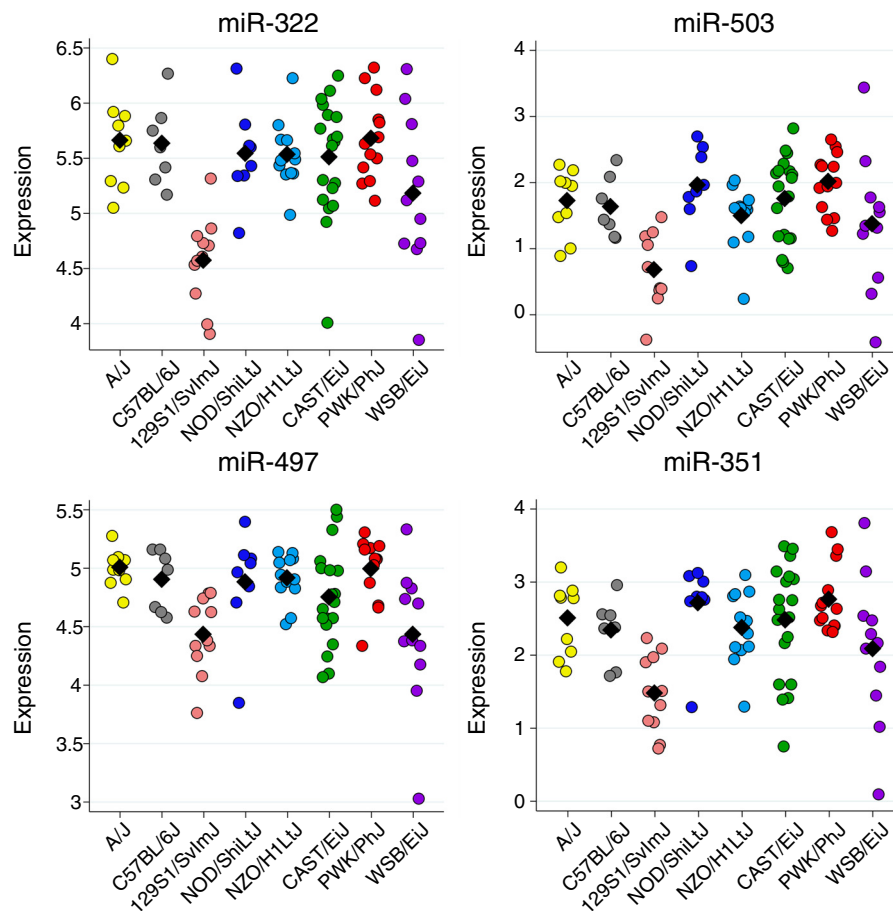 miR-322
Expression
6.5
6
5.5
5
4.5
4
A/J
C57BL/6J
129S1/SvImJ
NOD/ShiLtJ
NZO/H1LtJ
CAST/EiJ
PWK/PhJ
WSB/EiJ
miR-503
Expression
4
3
2
1
0
A/J
C57BL/6J
129S1/SvImJ
NOD/ShiLtJ
NZO/H1LtJ
CAST/EiJ
PWK/PhJ
WSB/EiJ
miR-497
Expression
5.5
5
4.5
4
3.5
3
A/J
C57BL/6J
129S1/SvImJ
NOD/ShiLtJ
NZO/H1LtJ
CAST/EiJ
PWK/PhJ
WSB/EiJ
miR-351
Expression
4
3
2
1
0
A/J
C57BL/6J
129S1/SvImJ
NOD/ShiLtJ
NZO/H1LtJ
CAST/EiJ
PWK/PhJ
WSB/EiJ